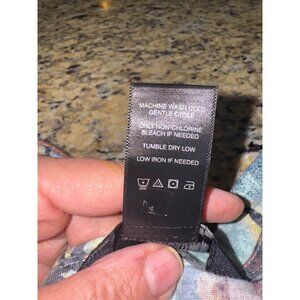 MACHINE WASH COLD
GENTLE CYCLE
ONLY NON-CHLORINE
BLEACH IF NEEDED
TUMBLE DRY LOW
LOW IRON IF NEEDED